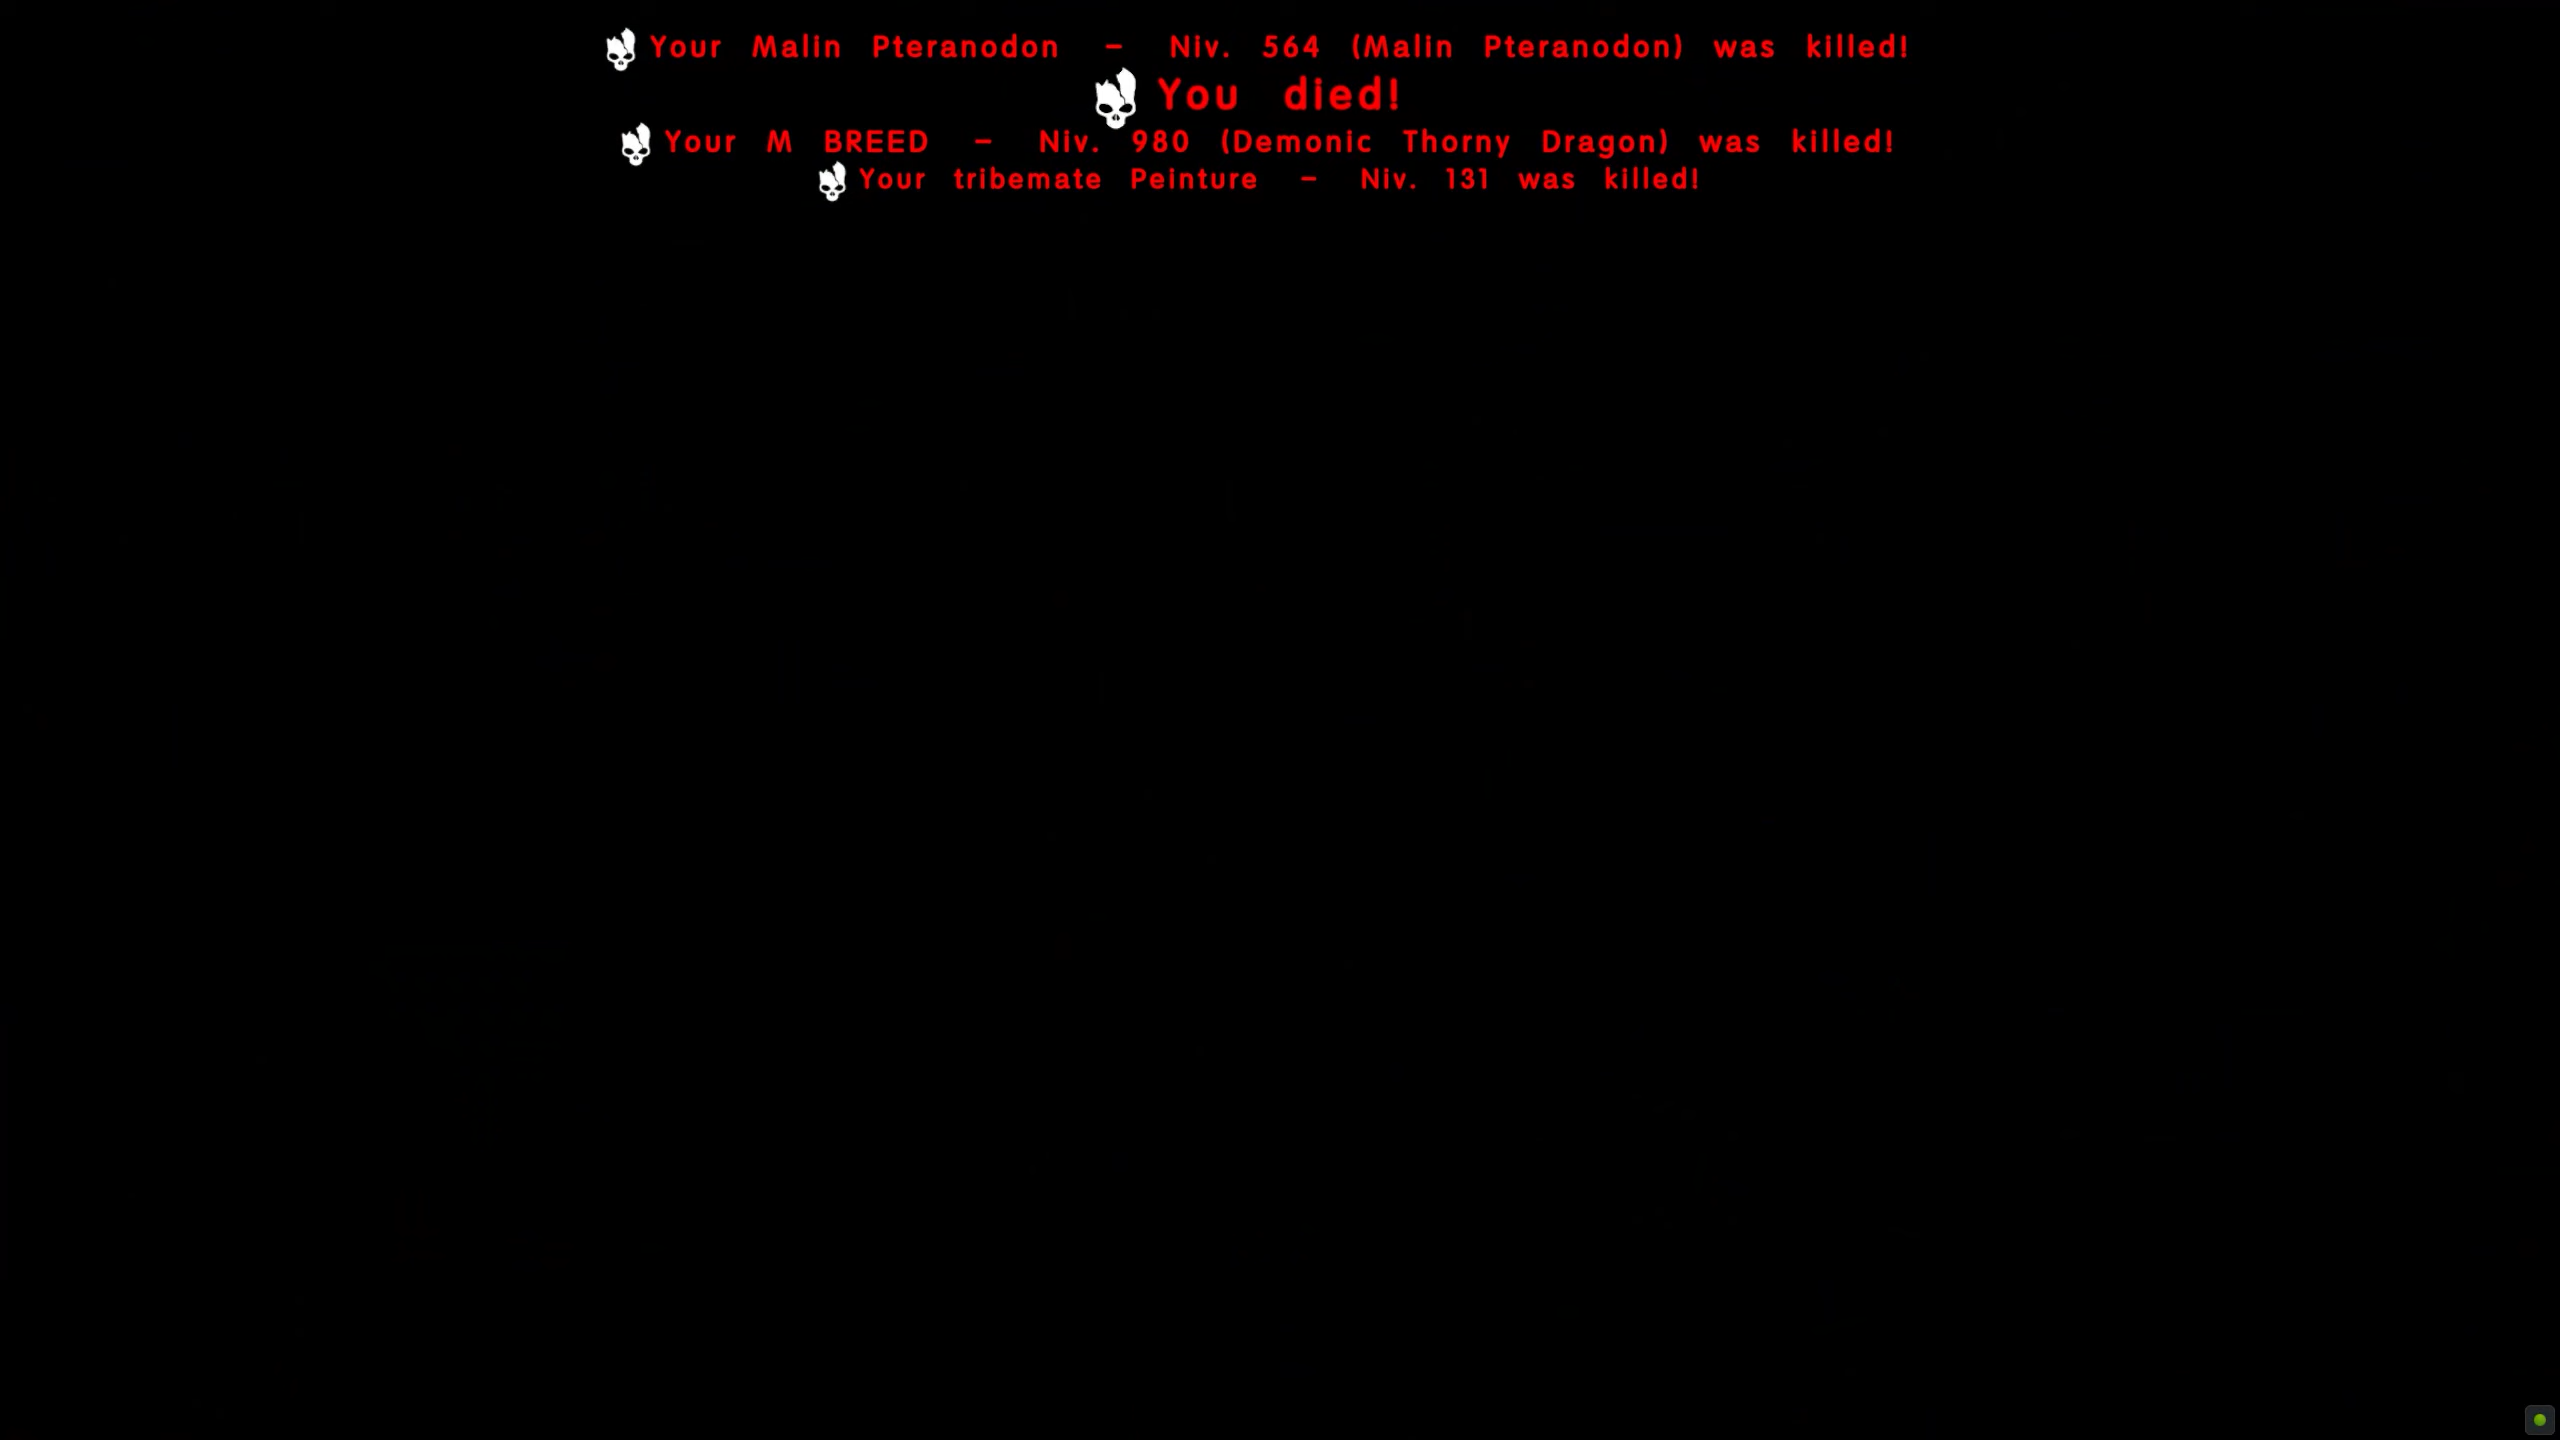 Your Malin Pteranodon - Niv. 564 (Malin Pteranodon) was killed!
You died!
Your M BREED - Niv. 980 (Demonic Thorny Dragon) was killed!
Your tribemate Peinture - Niv. 131 was killed!